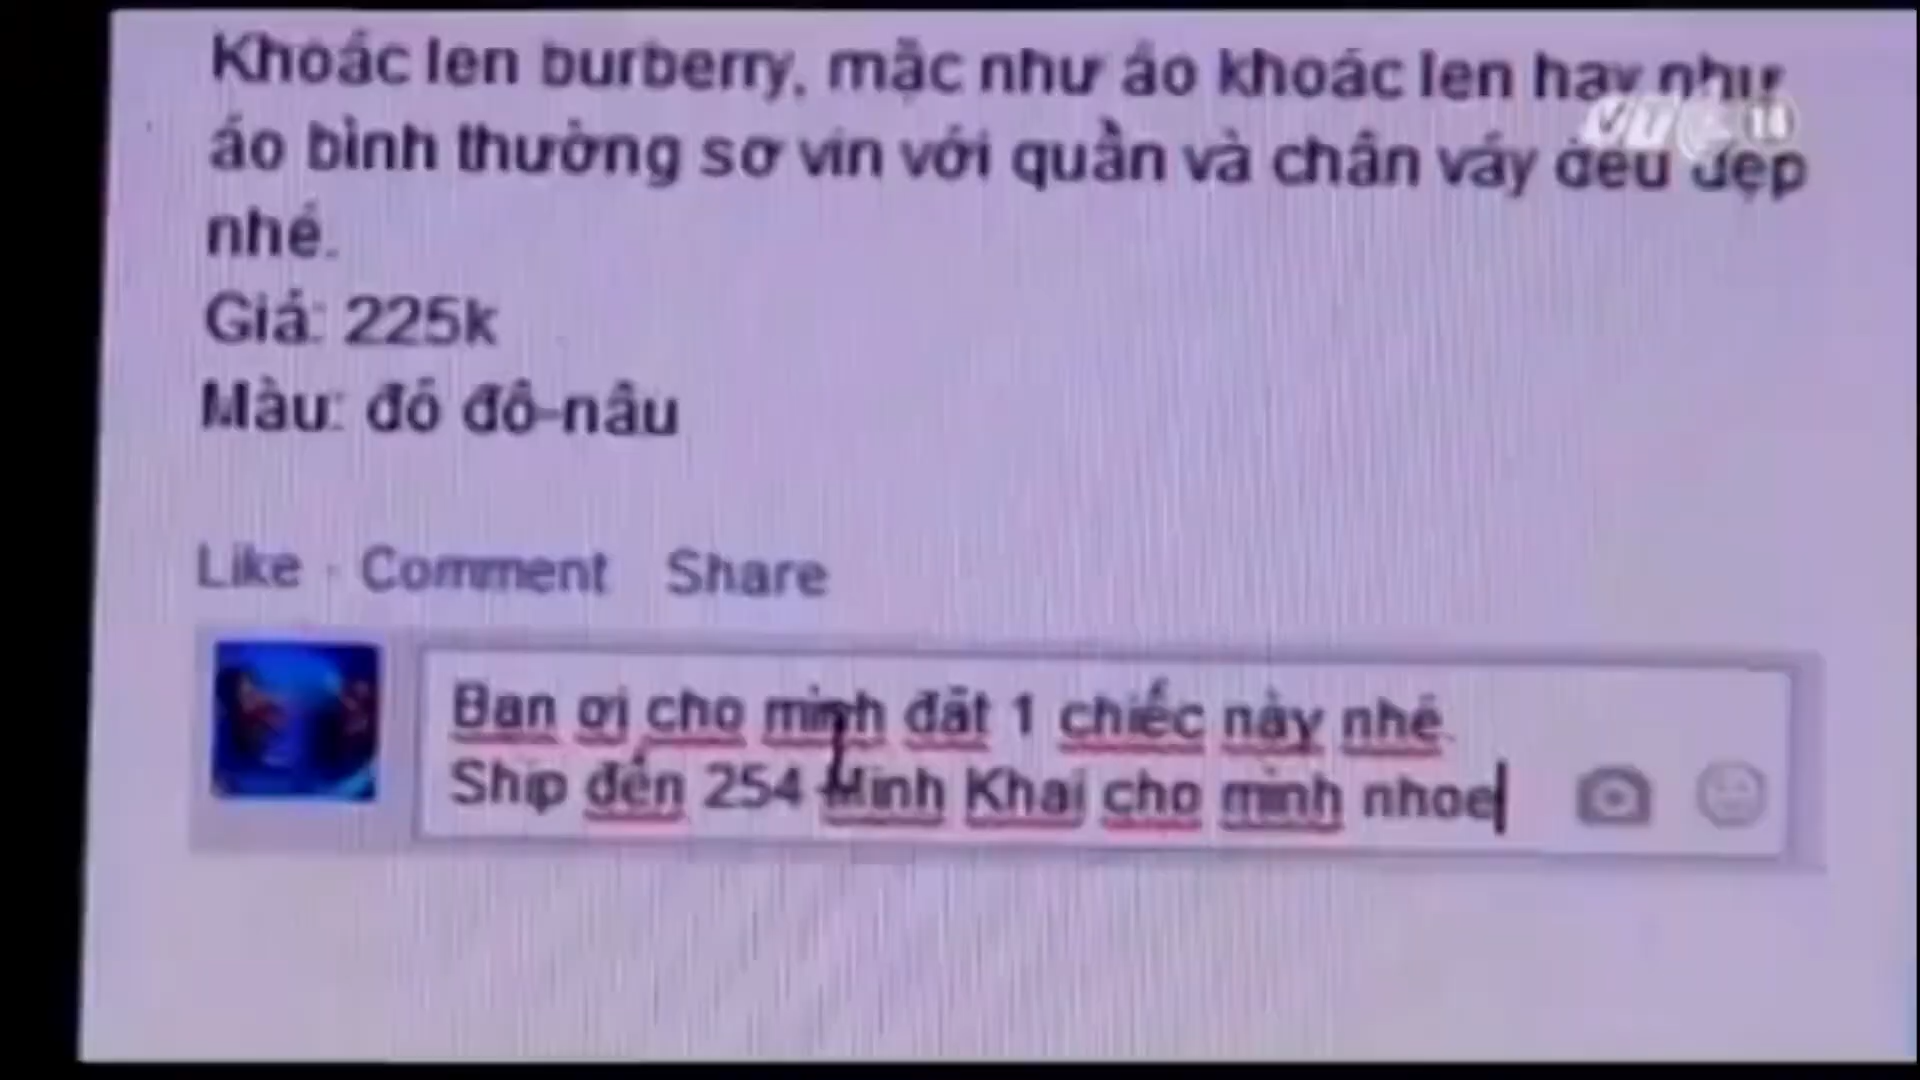 Khoác len burberry, mặc như áo khoác len hay như
VTC 14
áo bình thường sơ vin với quần và chân váy đều đẹp
nhé.
Giá: 225k
Màu: đỏ đô-nâu
Like · Comment Share
Bạn ơi cho mình đặt 1 chiếc này nhé.
Ship đến 254 Minh Khai cho mình nhoe